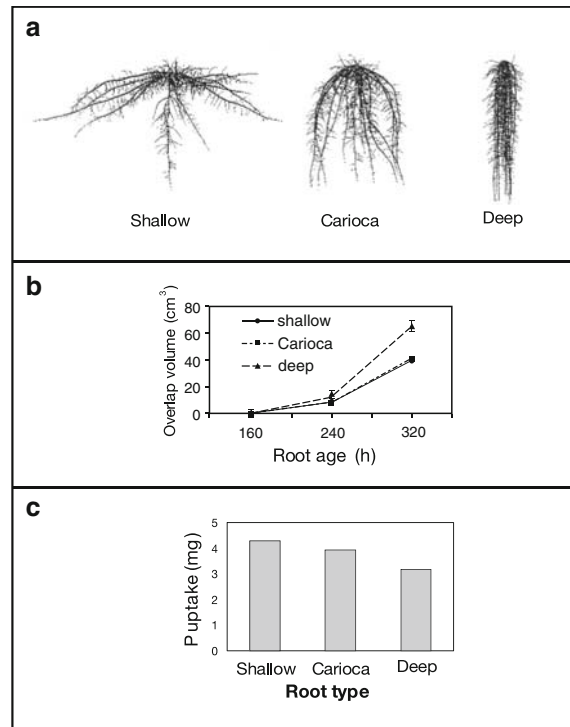 a
Shallow Carioca Deep
b
Overlap volume (cm³)
80
60
40
20
0
shallow
Carioca
deep
160 240 320
Root age (h)
c
P uptake (mg)
5
4
3
2
1
0
Shallow Carioca Deep
Root type